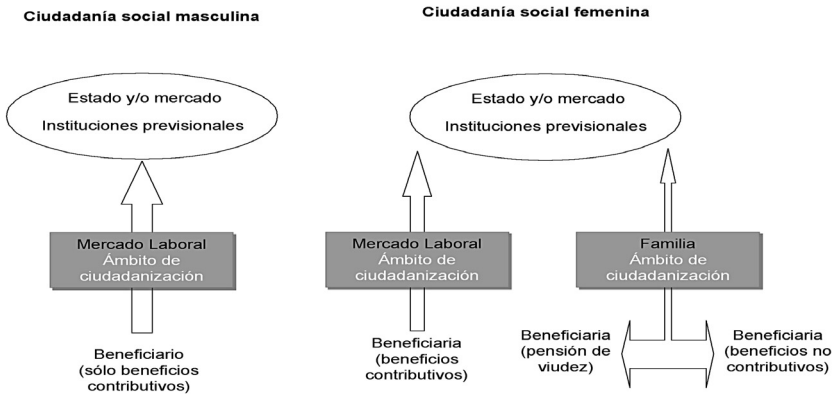 Ciudadanía social masculina
Estado y/o mercado
Instituciones previsionales
Mercado Laboral
Ámbito de
ciudadanización
Beneficiario
(sólo beneficios
contributivos)
Ciudadanía social femenina
Estado y/o mercado
Instituciones previsionales
Mercado Laboral
Ámbito de
ciudadanización
Beneficiaria
(beneficios
contributivos)
Familia
Ámbito de
ciudadanización
Beneficiaria
(pensión de
viudez)
Beneficiaria
(beneficios no
contributivos)